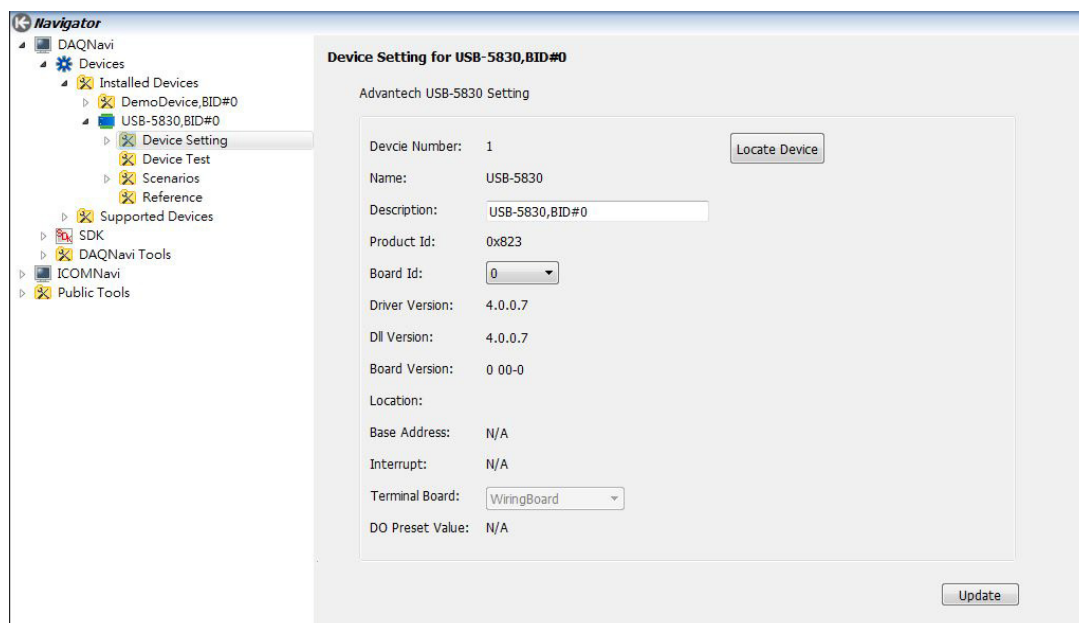 Navigator
DAQNavi
Devices
Installed Devices
DemoDevice,BID#0
USB-5830,BID#0
Device Setting
Device Test
Scenarios
Reference
Supported Devices
SDK
DAQNavi Tools
ICOMNavi
Public Tools
Device Setting for USB-5830,BID#0
Advantech USB-5830 Setting
Devcie Number: 1
Locate Device
Name: USB-5830
Description: USB-5830,BID#0
Product Id: 0x823
Board Id: 0
Driver Version: 4.0.0.7
Dll Version: 4.0.0.7
Board Version: 0 00-0
Location:
Base Address: N/A
Interrupt: N/A
Terminal Board: WiringBoard
DO Preset Value: N/A
Update